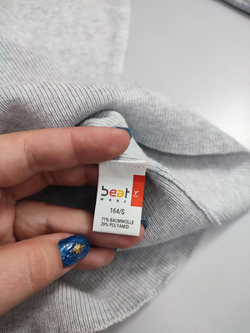 beat
WEAR
164/S
71% BAUMWOLLE
29% POLYAMID